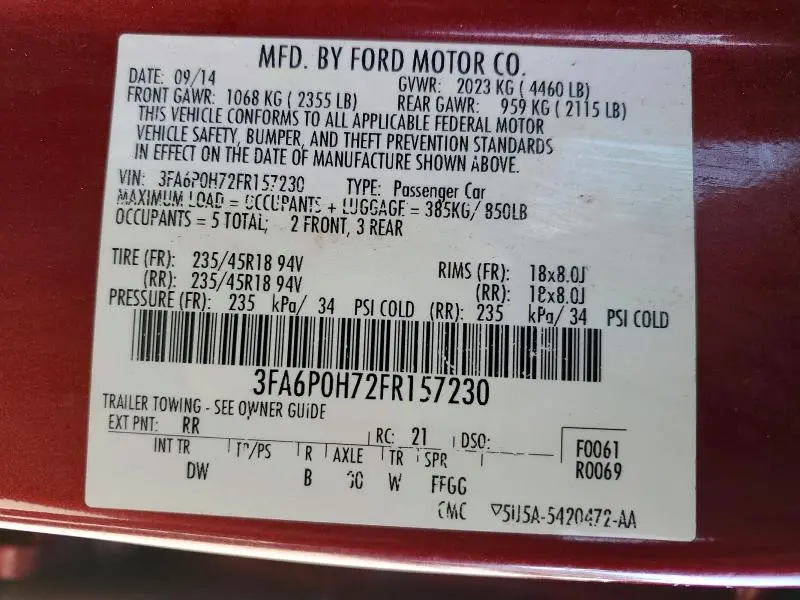 MFD. BY FORD MOTOR CO.
DATE: 09/14 GVWR: 2023 KG ( 4460 LB)
FRONT GAWR: 1068 KG ( 2355 LB) REAR GAWR: 959 KG ( 2115 LB)
THIS VEHICLE CONFORMS TO ALL APPLICABLE FEDERAL MOTOR
VEHICLE SAFETY, BUMPER, AND THEFT PREVENTION STANDARDS
IN EFFECT ON THE DATE OF MANUFACTURE SHOWN ABOVE.
VIN: 3FA6P0H72FR157230 TYPE: Passenger Car
MAXIMUM LOAD = OCCUPANTS + LUGGAGE = 385KG/ 850LB
OCCUPANTS = 5 TOTAL; 2 FRONT, 3 REAR
TIRE (FR): 235/45R18 94V RIMS (FR): 18x8.0J
(RR): 235/45R18 94V (RR): 18x8.0J
PRESSURE (FR): 235 kPa/ 34 PSI COLD (RR): 235 kPa/ 34 PSI COLD
3FA6P0H72FR157230
TRAILER TOWING - SEE OWNER GUIDE
EXT PNT: RR RC: 21 DSO: F0061
INT TR TP/PS R AXLE TR SPR R0069
DW B W FFGG
CMC 5U5A-5420472-AA